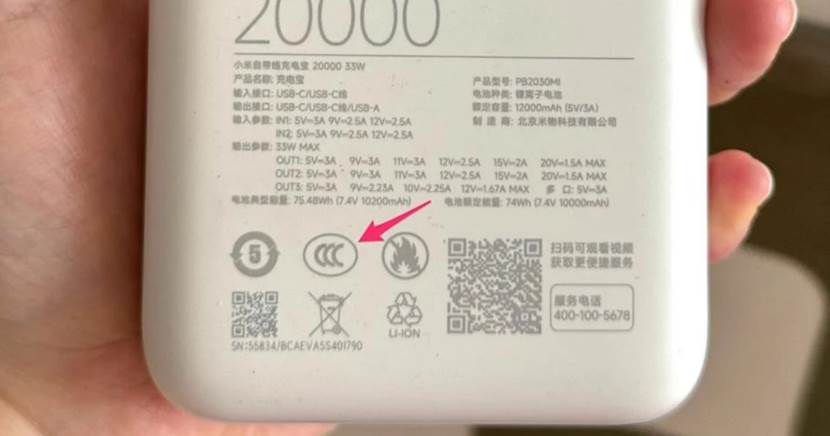 20000
小米自带线充电宝 20000 33W
产品名称: 充电宝
输入接口: USB-C/USB-C线
输出接口: USB-C/USB-C线/USB-A
输入参数: IN1: 5V=3A 9V=2.5A 12V=2.5A
IN2: 5V=3A 9V=2.5A 12V=2.5A
输出参数: 33W MAX
OUT1: 5V=3A 9V=3A 11V=3A 12V=2.5A 15V=2A 20V=1.5A MAX
OUT2: 5V=3A 9V=3A 11V=3A 12V=2.5A 15V=2A 20V=1.5A MAX
OUT3: 5V=3A 9V=2.23A 10V=2.25A 12V=1.67A MAX 多 口: 5V=3A
电池典型能量: 75.48Wh (7.4V 10200mAh) 电池额定能量: 74Wh (7.4V 10000mAh)
产品型号: PB2030MI
电池种类: 锂离子电池
额定容量: 12000mAh (5V/3A)
制 造 商: 北京米物科技有限公司
5
CCC
扫码可观看视频
获取更便捷服务
服务电话
400-100-5678
LI-ION
SN:55834/BCAEVA5S401790